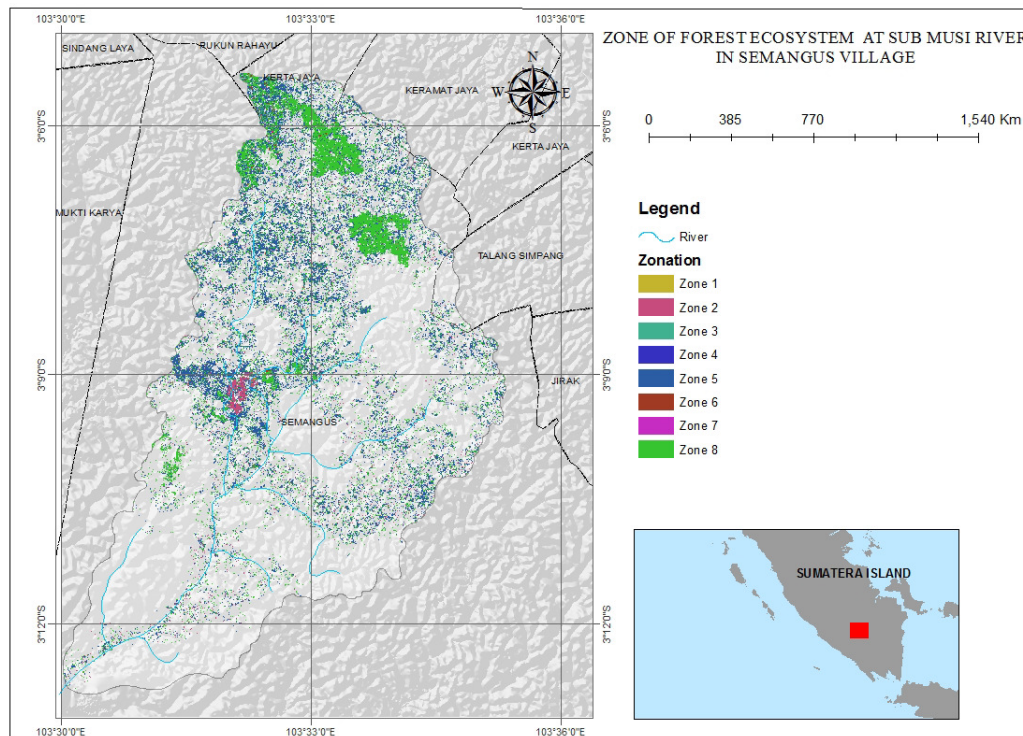 103°30'0"E
103°33'0"E
103°36'0"E
SINDANG LAYA
RUKUN RAHAYU
KERTA JAYA
KERAMAT JAYA
KERTA JAYA
MUKTI KARYA
TALANG SIMPANG
JIRAK
SEMANGUS
3°6'0"S
3°6'0"S
3°9'0"S
3°9'0"S
3°12'0"S
3°12'0"S
103°30'0"E
103°33'0"E
103°36'0"E
N
W
E
S
ZONE OF FOREST ECOSYSTEM AT SUB MUSI RIVER
IN SEMANGUS VILLAGE
0 385 770 1,540 Km
Legend
River
Zonation
Zone 1
Zone 2
Zone 3
Zone 4
Zone 5
Zone 6
Zone 7
Zone 8
SUMATERA ISLAND